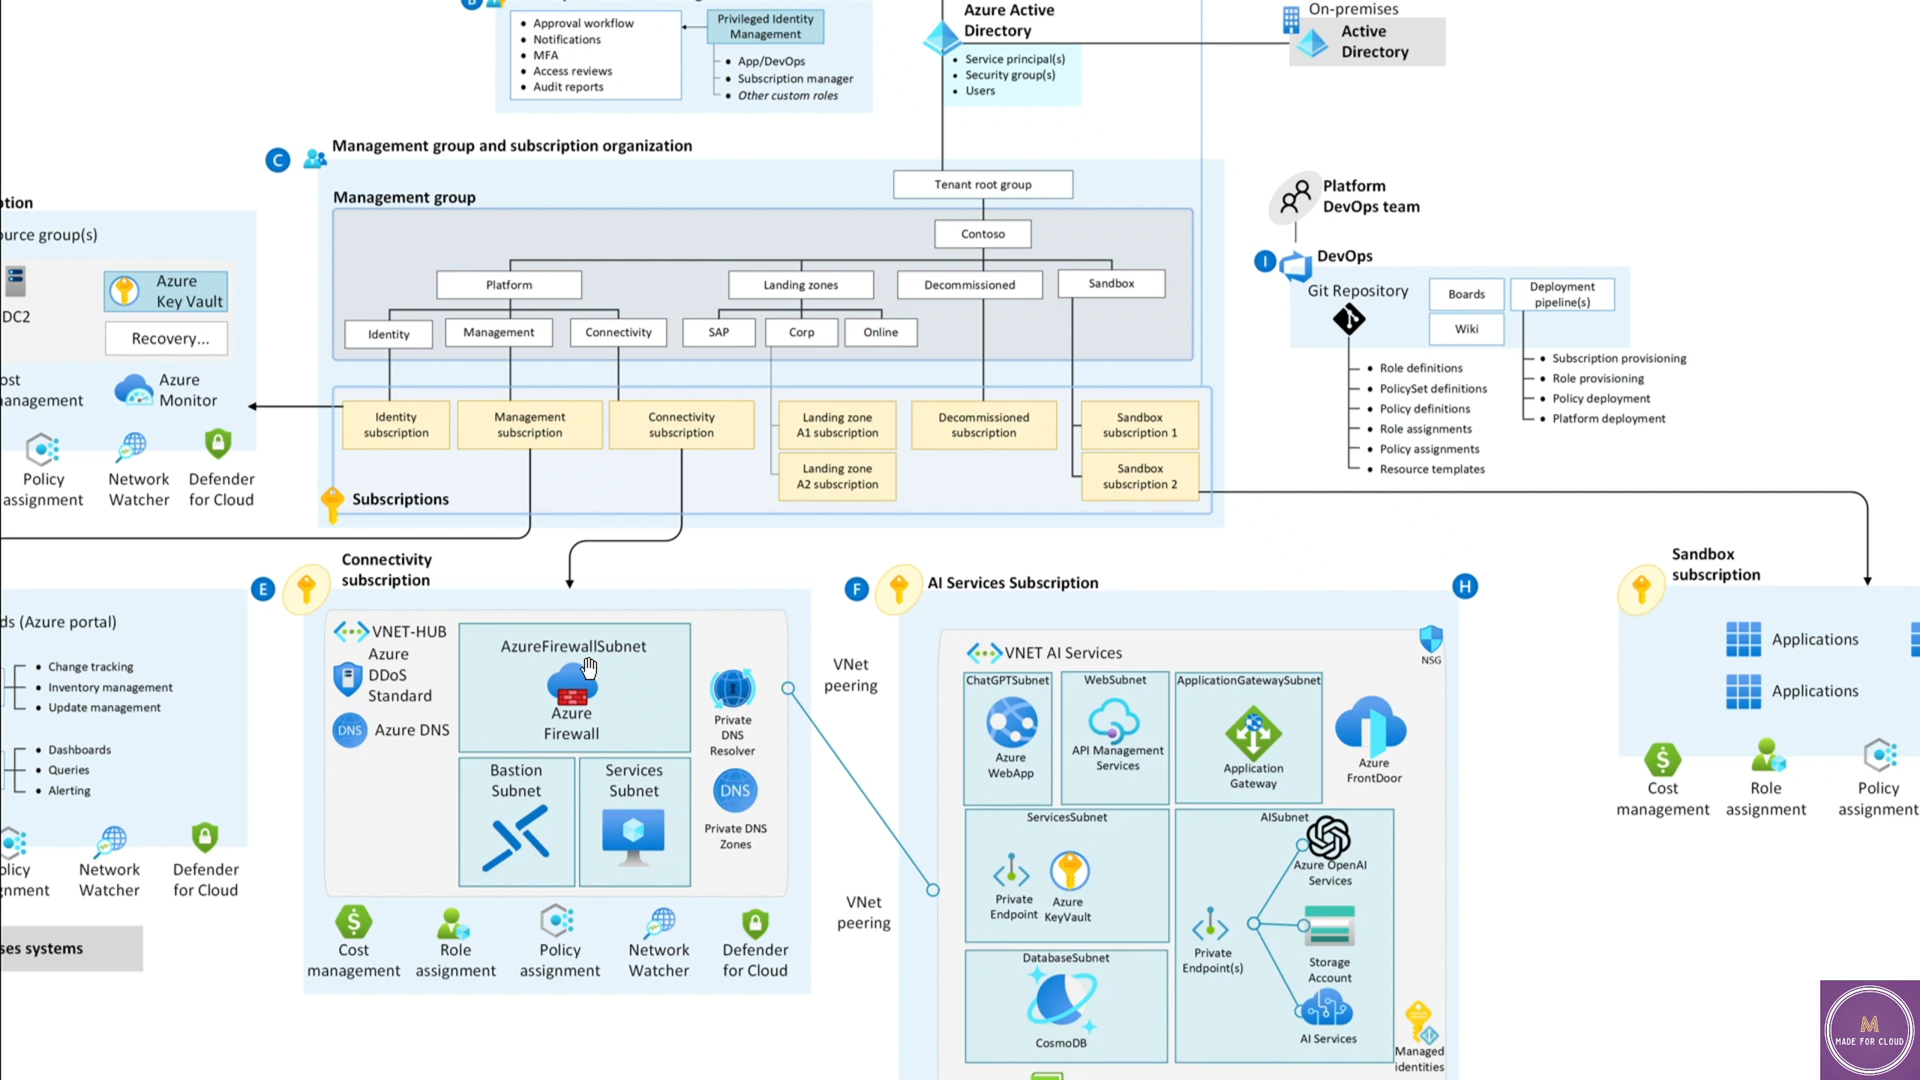 Approval workflow
Notifications
MFA
Access reviews
Audit reports
Privileged Identity
Management
App/DevOps
Subscription manager
Other custom roles
Azure Active
Directory
Service principal(s)
Security group(s)
Users
On-premises
Active
Directory
C
Management group and subscription organization
Management group
Tenant root group
Contoso
Platform
Landing zones
Decommissioned
Sandbox
Identity
Management
Connectivity
SAP
Corp
Online
Identity
subscription
Management
subscription
Connectivity
subscription
Landing zone
A1 subscription
Landing zone
A2 subscription
Decommissioned
subscription
Sandbox
subscription 1
Sandbox
subscription 2
Subscriptions
Platform
DevOps team
I
DevOps
Git Repository
Boards
Wiki
Deployment
pipeline(s)
Role definitions
PolicySet definitions
Policy definitions
Role assignments
Policy assignments
Resource templates
Subscription provisioning
Role provisioning
Policy deployment
Platform deployment
DC2
Azure
Key Vault
Recovery...
Azure
Monitor
Policy
assignment
Network
Watcher
Defender
for Cloud
(Azure portal)
Change tracking
Inventory management
Update management
Dashboards
Queries
Alerting
Network
Watcher
Defender
for Cloud
systems
E
Connectivity
subscription
VNET-HUB
Azure
DDoS
Standard
DNS
Azure DNS
AzureFirewallSubnet
Azure
Firewall
Bastion
Subnet
Services
Subnet
Private
DNS
Resolver
DNS
Private DNS
Zones
Cost
management
Role
assignment
Policy
assignment
Network
Watcher
Defender
for Cloud
VNet
peering
VNet
peering
F
AI Services Subscription
H
VNET AI Services
NSG
ChatGPTSubnet
Azure
WebApp
WebSubnet
API Management
Services
ApplicationGatewaySubnet
Application
Gateway
Azure
FrontDoor
ServicesSubnet
Private
Endpoint
Azure
KeyVault
DatabaseSubnet
CosmoDB
AISubnet
Azure OpenAI
Services
Private
Endpoint(s)
Storage
Account
AI Services
Managed
identities
Sandbox
subscription
Applications
Applications
Cost
management
Role
assignment
Policy
assignment
M
MADE FOR CLOUD